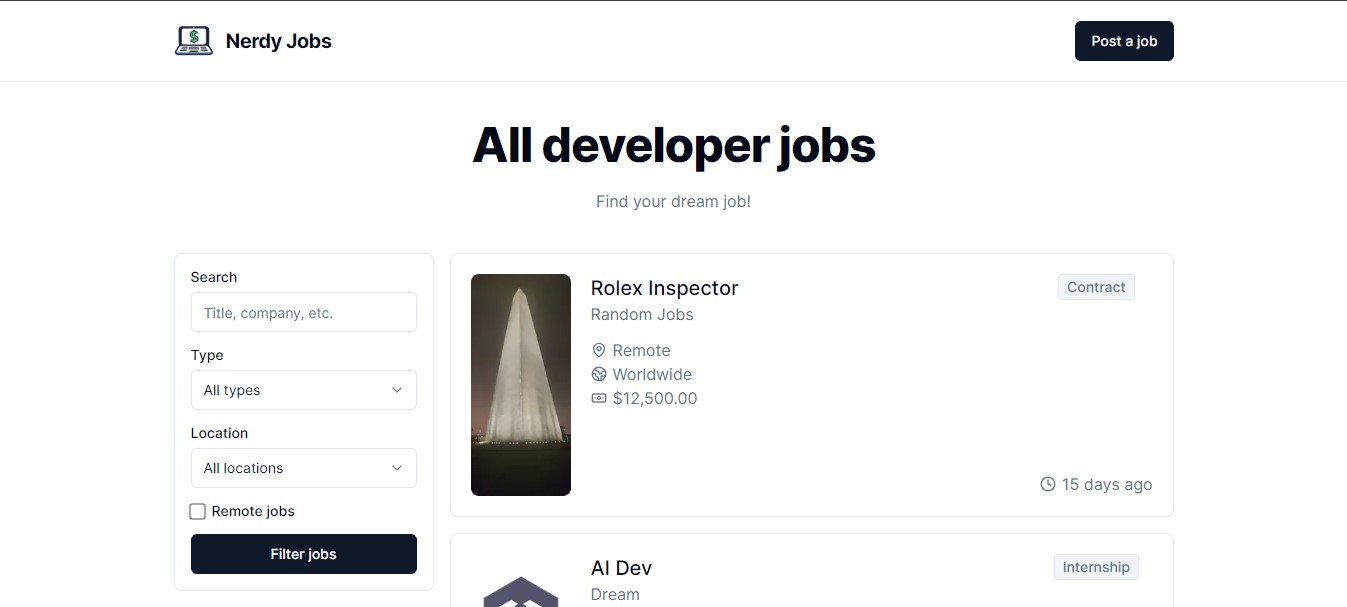 Nerdy Jobs
Post a job
All developer jobs
Find your dream job!
Search
Title, company, etc.
Type
All types
Location
All locations
Remote jobs
Filter jobs
Rolex Inspector
Contract
Random Jobs
Remote
Worldwide
$12,500.00
15 days ago
AI Dev
Internship
Dream